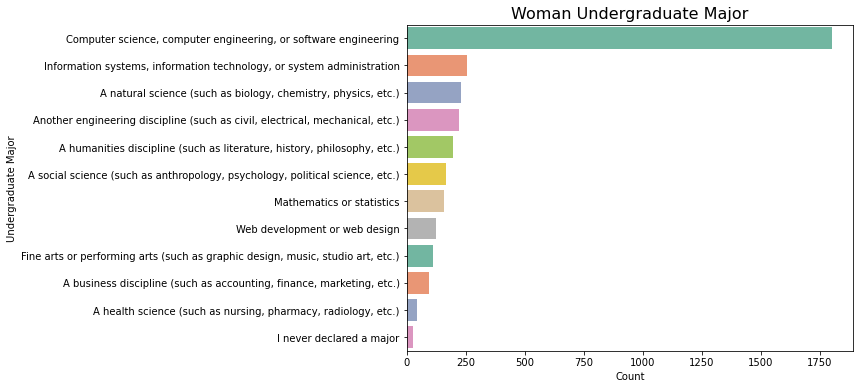 Woman Undergraduate Major
Undergraduate Major
Computer science, computer engineering, or software engineering
Information systems, information technology, or system administration
A natural science (such as biology, chemistry, physics, etc.)
Another engineering discipline (such as civil, electrical, mechanical, etc.)
A humanities discipline (such as literature, history, philosophy, etc.)
A social science (such as anthropology, psychology, political science, etc.)
Mathematics or statistics
Web development or web design
Fine arts or performing arts (such as graphic design, music, studio art, etc.)
A business discipline (such as accounting, finance, marketing, etc.)
A health science (such as nursing, pharmacy, radiology, etc.)
I never declared a major
0 250 500 750 1000 1250 1500 1750
Count